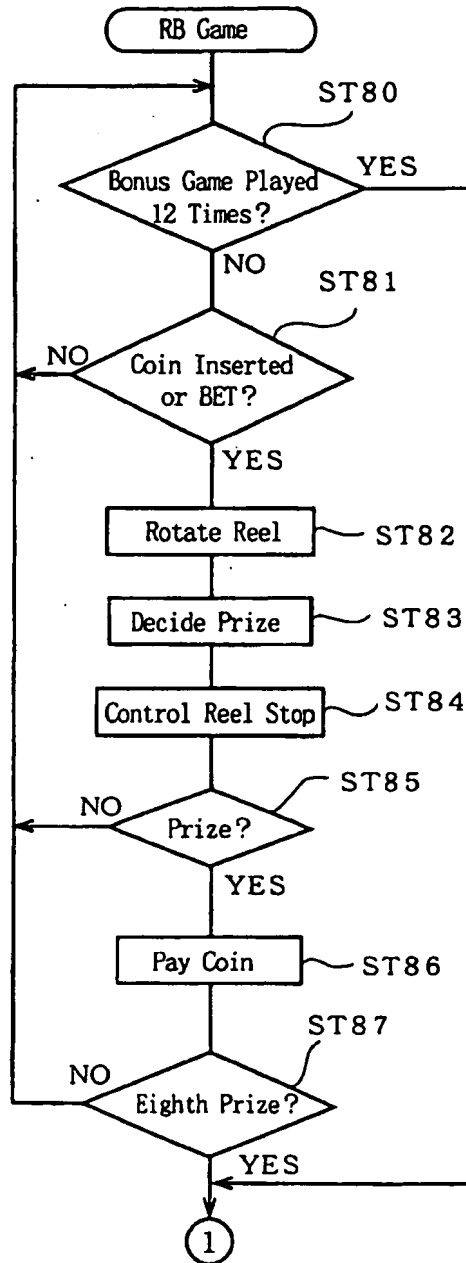 RB Game
ST80
Bonus Game Played
12 Times?
YES
NO
ST81
NO
Coin Inserted
or BET?
YES
Rotate Reel
ST82
Decide Prize
ST83
Control Reel Stop
ST84
ST85
NO
Prize?
YES
Pay Coin
ST86
ST87
NO
Eighth Prize?
YES
1